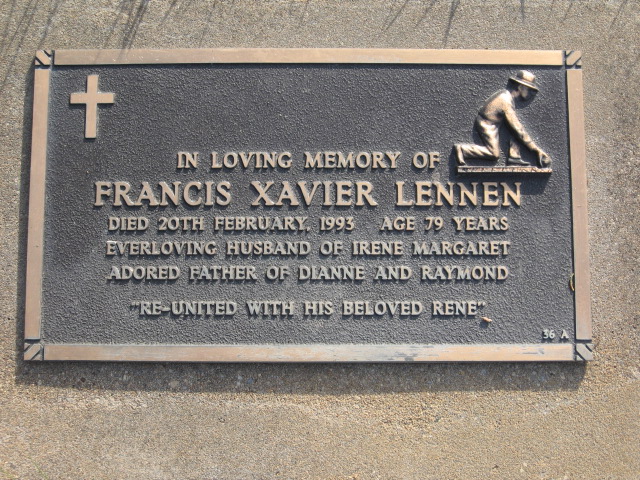 IN LOVING MEMORY OF
FRANCIS XAVIER LENNEN
DIED 20TH FEBRUARY, 1993 AGE 79 YEARS
EVERLOVING HUSBAND OF IRENE MARGARET
ADORED FATHER OF DIANNE AND RAYMOND
"RE-UNITED WITH HIS BELOVED RENE"
36 A